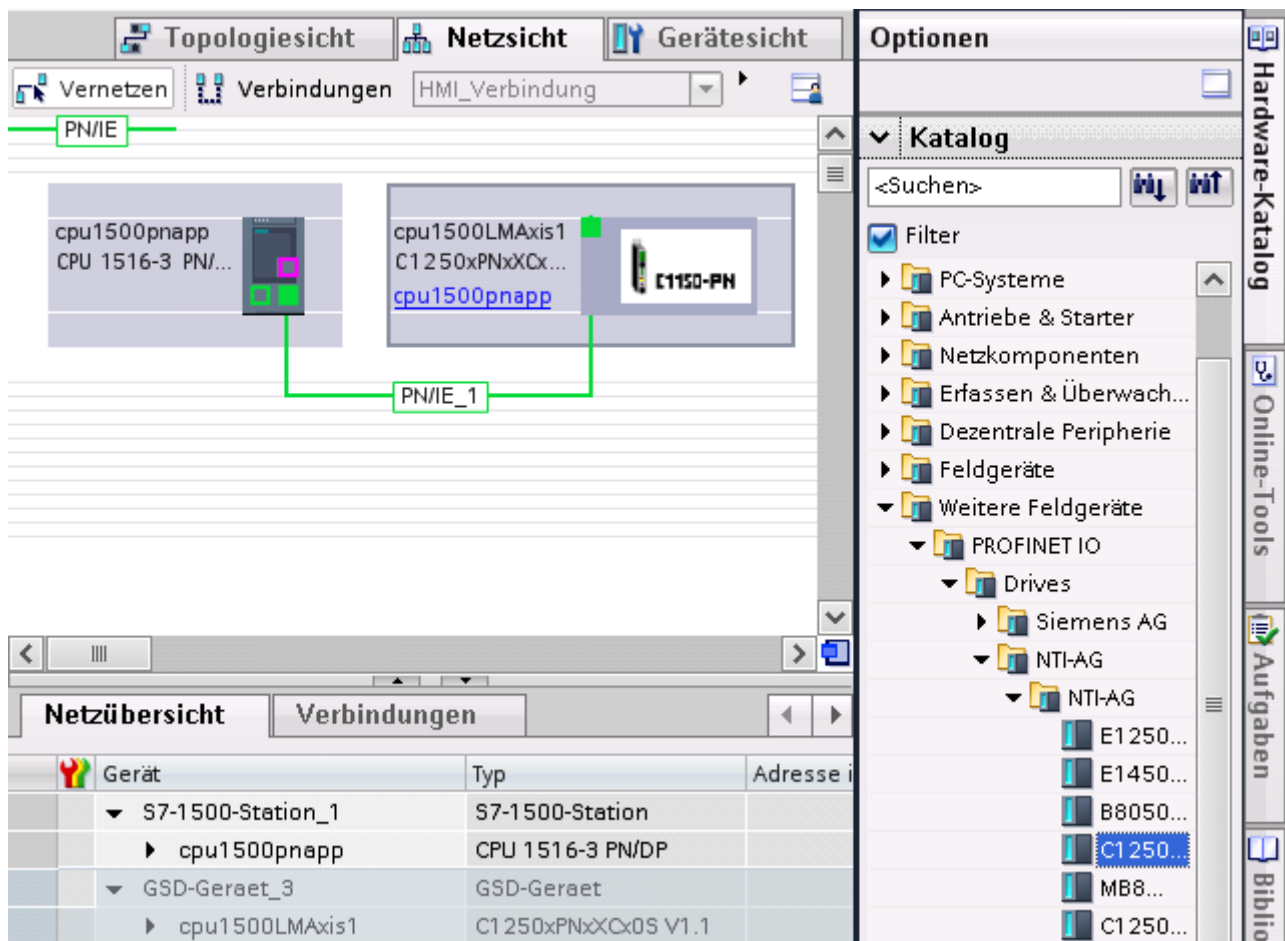 Topologiesicht
Netzsicht
Gerätesicht
Vernetzen
Verbindungen
HMI_Verbindung
PN/IE
cpu1500pnapp
CPU 1516-3 PN/...
cpu1500LMAxis1
C1250xPNxXCx...
cpu1500pnapp
C1150-PN
PN/IE_1
Netzübersicht
Verbindungen
Gerät Typ Adresse i
S7-1500-Station_1 S7-1500-Station
cpu1500pnapp CPU 1516-3 PN/DP
GSD-Geraet_3 GSD-Geraet
cpu1500LMAxis1 C1250xPNxXCx0S V1.1
Optionen
Katalog
<Suchen>
Filter
PC-Systeme
Antriebe & Starter
Netzkomponenten
Erfassen & Überwach...
Dezentrale Peripherie
Feldgeräte
Weitere Feldgeräte
PROFINET IO
Drives
Siemens AG
NTI-AG
NTI-AG
E1250...
E1450...
B8050...
C1250...
MB8...
C1250...
Hardware-Katalog
Online-Tools
Aufgaben
Biblio